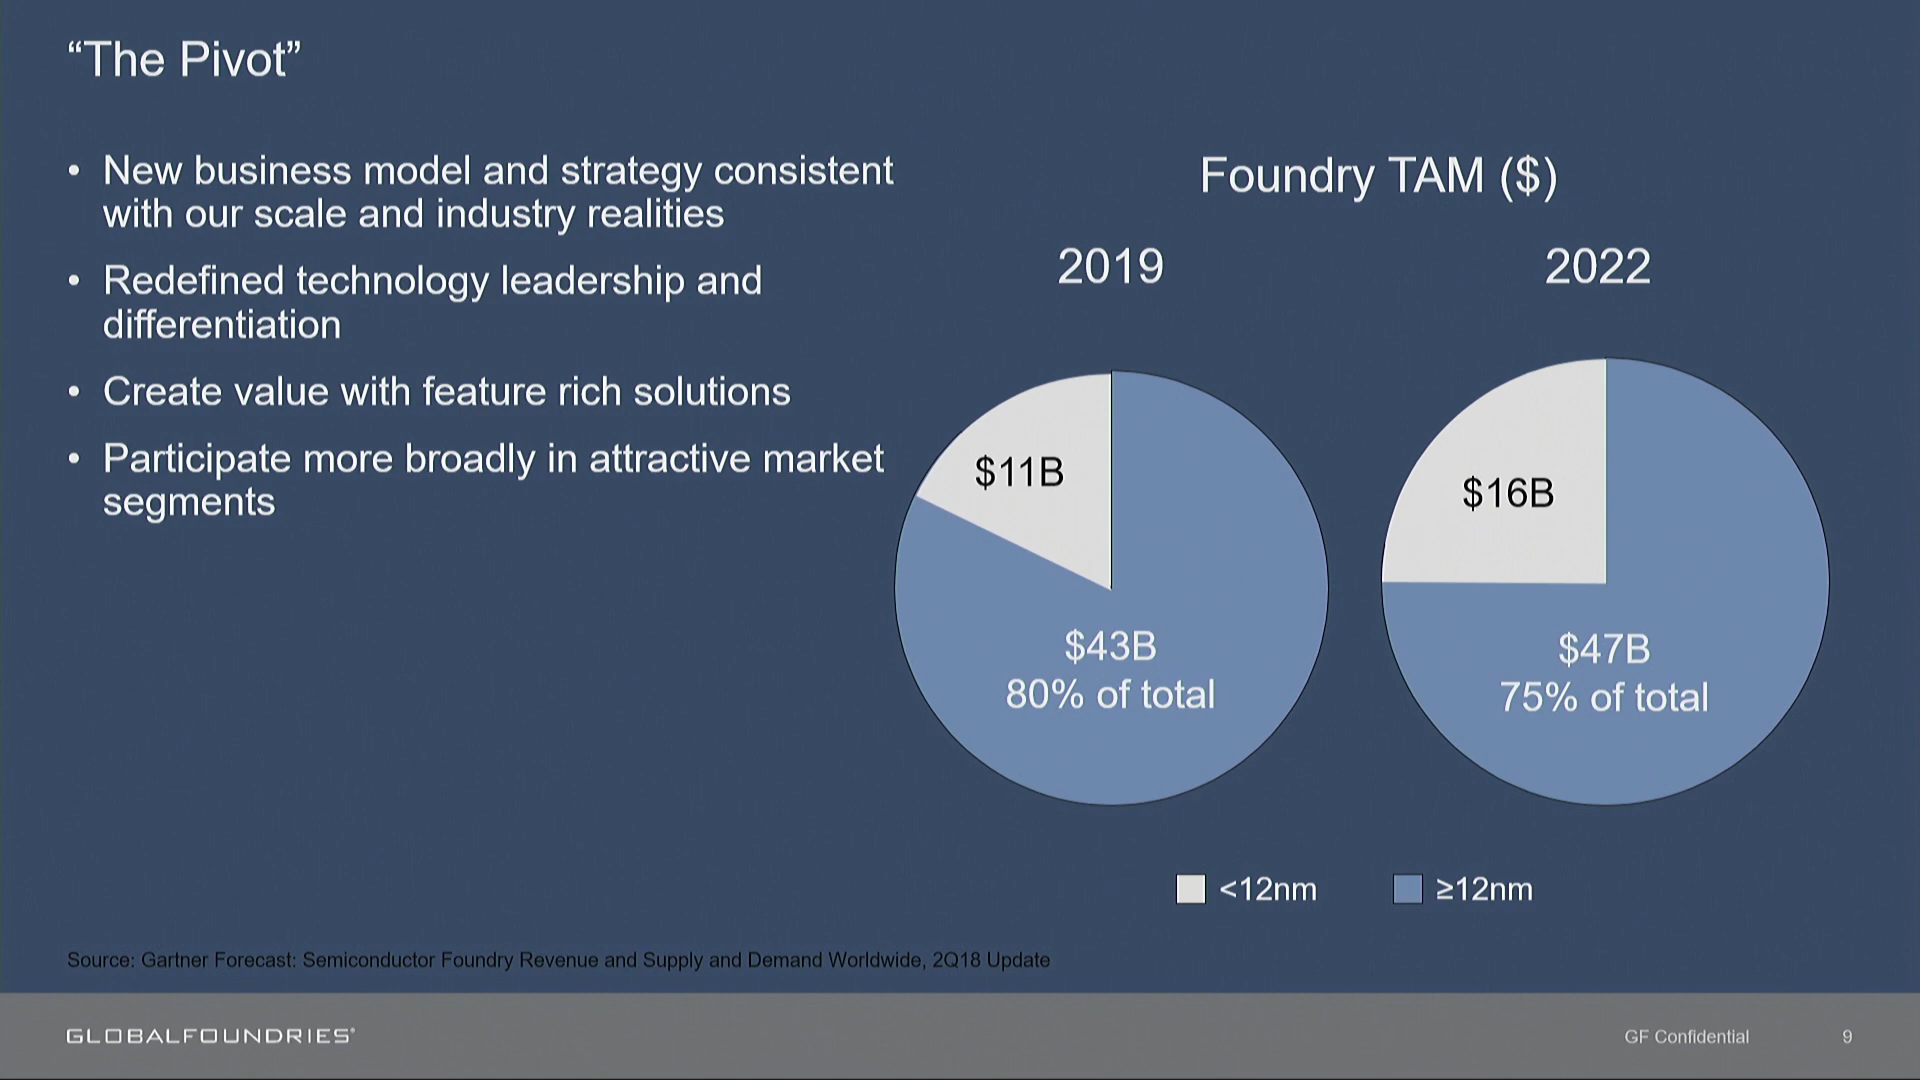 “The Pivot”
• New business model and strategy consistent
with our scale and industry realities
• Redefined technology leadership and
differentiation
• Create value with feature rich solutions
• Participate more broadly in attractive market
segments
Foundry TAM ($)
2019
2022
$11B
$43B
80% of total
$16B
$47B
75% of total
<12nm
≥12nm
Source: Gartner Forecast: Semiconductor Foundry Revenue and Supply and Demand Worldwide, 2Q18 Update
GLOBALFOUNDRIES®
GF Confidential
9